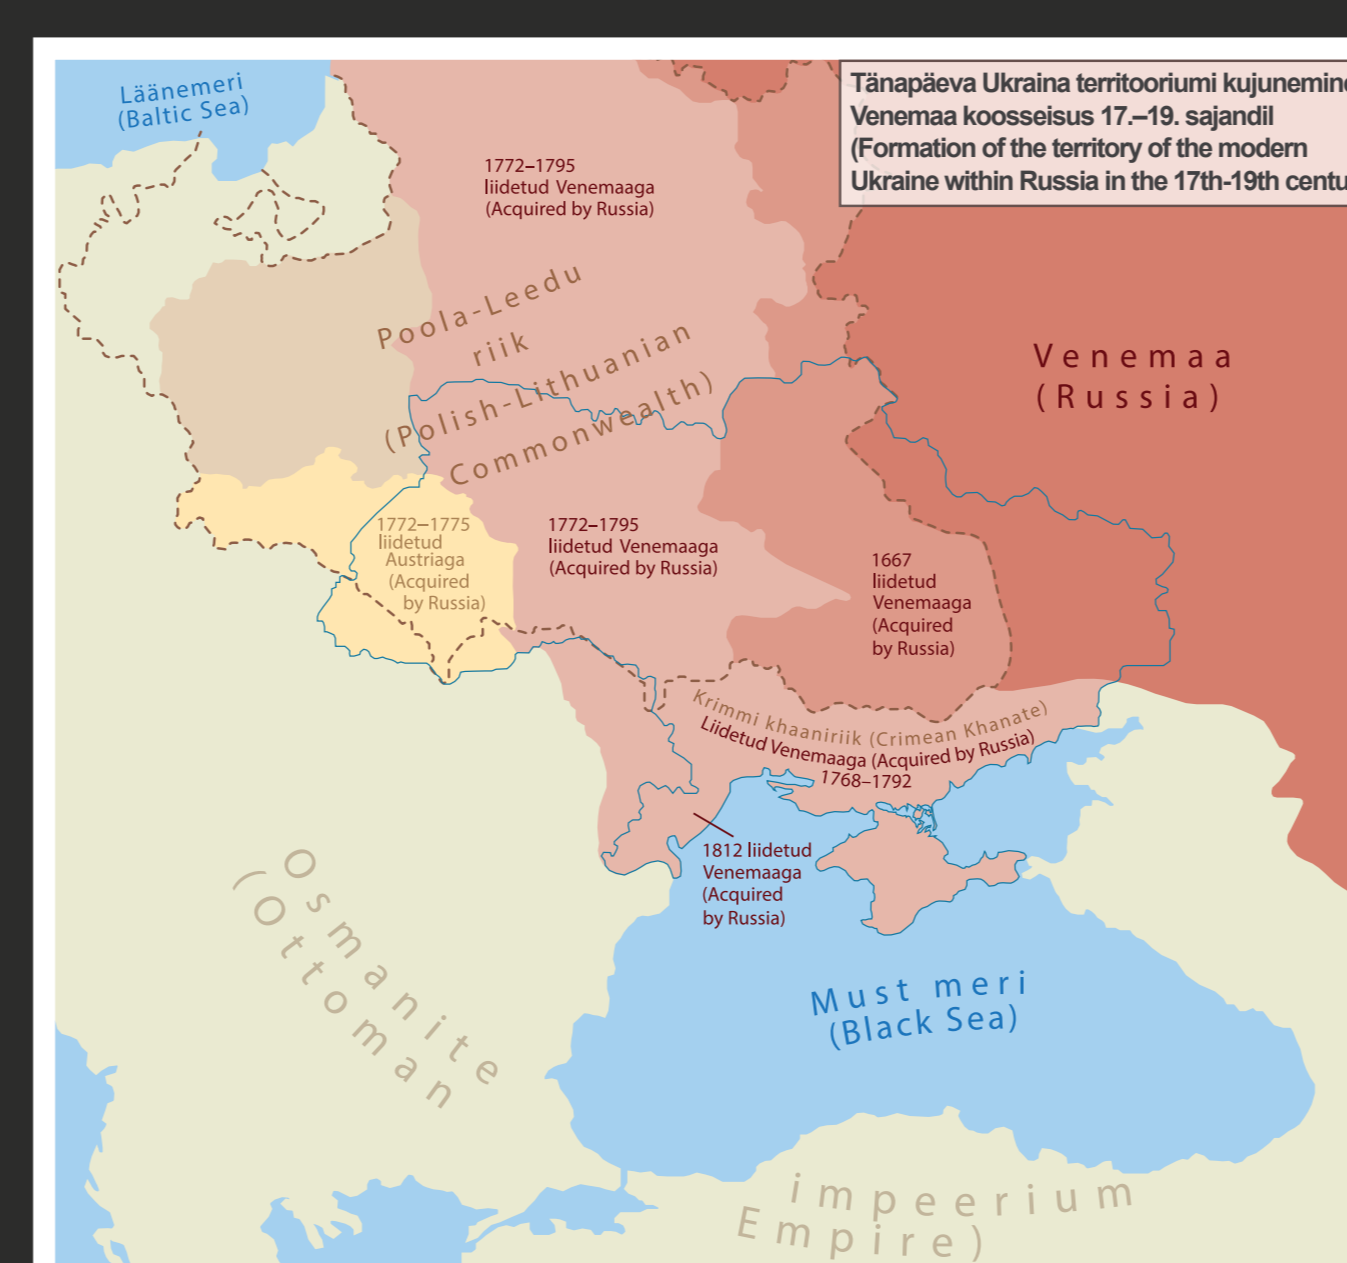 Läänemeri
(Baltic Sea)
Tänapäeva Ukraina territooriumi kujunemine
Venemaa koosseisus 17.–19. sajandil
(Formation of the territory of the modern
Ukraine within Russia in the 17th-19th centu
1772–1795
liidetud Venemaaga
(Acquired by Russia)
Poola-Leedu
riik
(Polish-Lithuanian
Commonwealth)
Venemaa
(Russia)
1772–1775
liidetud
Austriaga
(Acquired
by Russia)
1772–1795
liidetud Venemaaga
(Acquired by Russia)
1667
liidetud
Venemaaga
(Acquired
by Russia)
Krimmi khaaniriik (Crimean Khanate)
Liidetud Venemaaga (Acquired by Russia)
1768–1792
1812 liidetud
Venemaaga
(Acquired
by Russia)
Osmanite
(Ottoman
Must meri
(Black Sea)
impeerium
Empire)